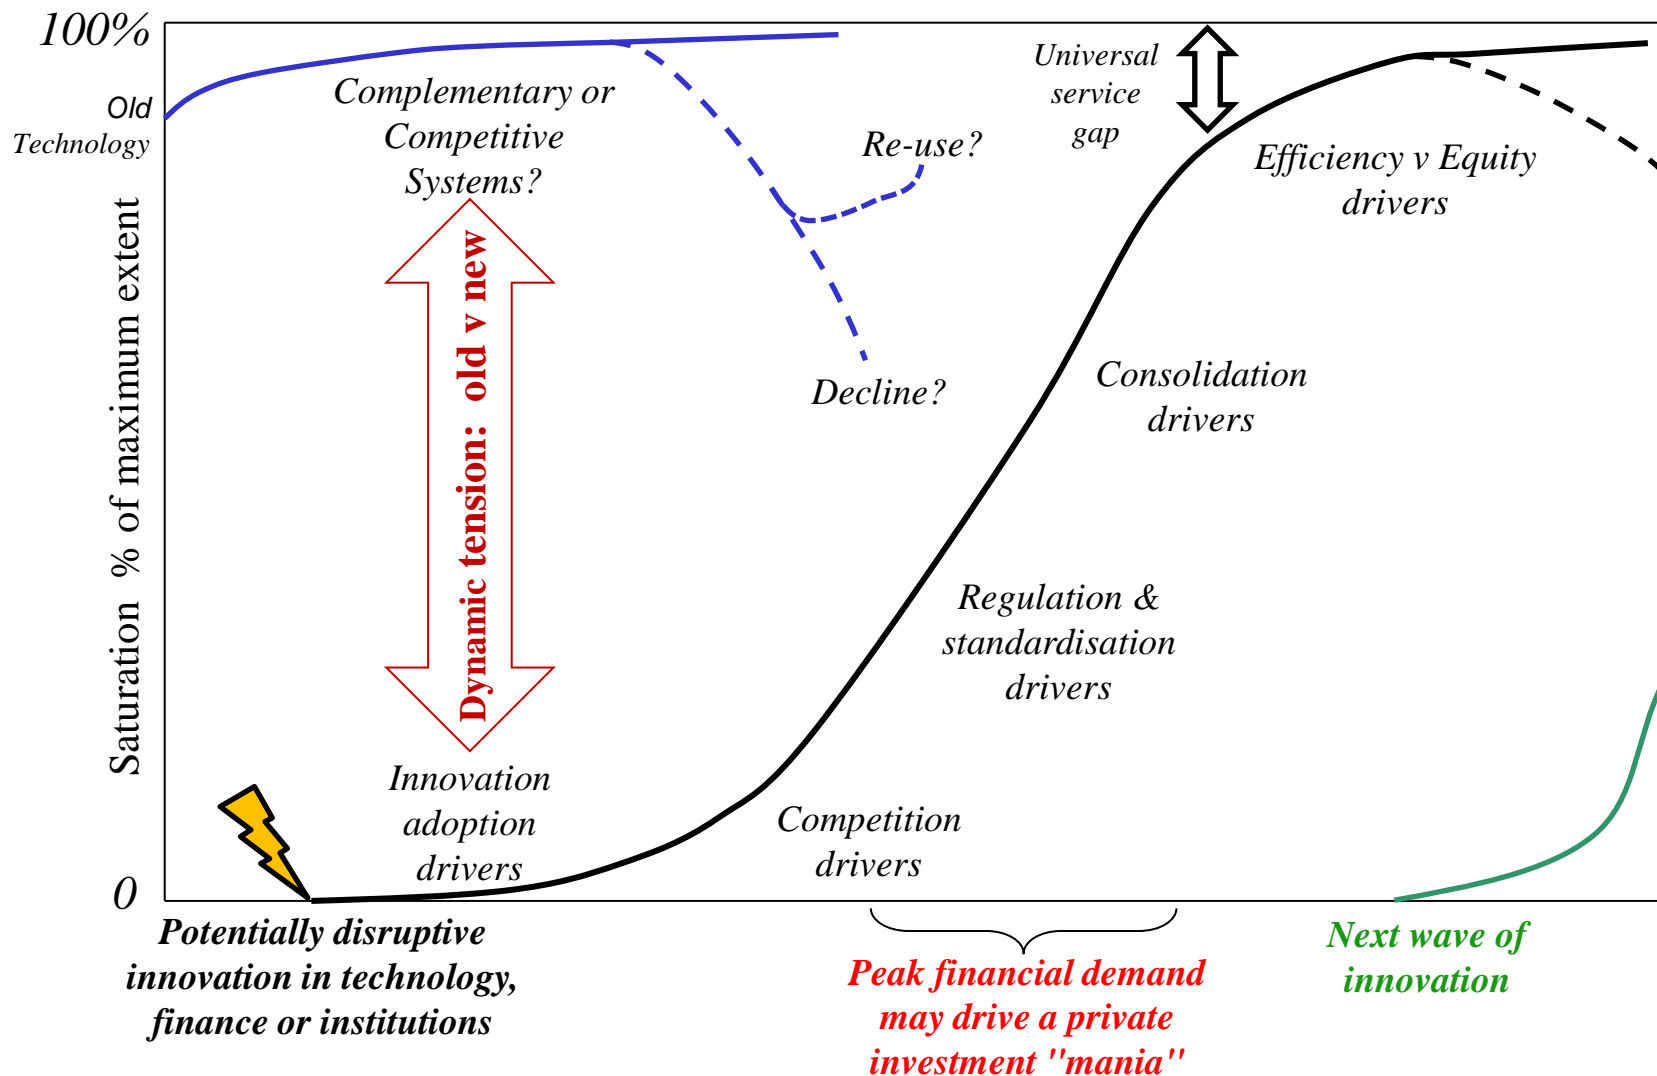 100%
Old
Technology
Saturation % of maximum extent
0
Complementary or
Competitive
Systems?
Dynamic tension: old v new
Innovation
adoption
drivers
Re-use?
Decline?
Universal
service
gap
Efficiency v Equity
drivers
Consolidation
drivers
Regulation &
standardisation
drivers
Competition
drivers
Potentially disruptive
innovation in technology,
finance or institutions
Peak financial demand
may drive a private
investment "mania"
Next wave of
innovation